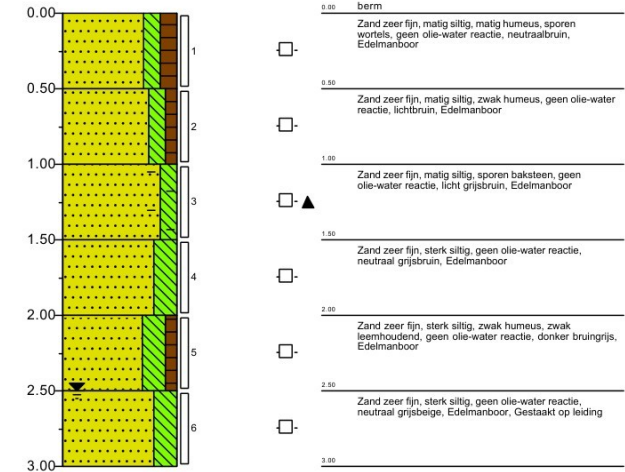 0.00
0.00 berm
Zand zeer fijn, matig siltig, matig humeus, sporen
wortels, geen olie-water reactie, neutraalbruin,
Edelmanboor
1
0.50
0.50
Zand zeer fijn, matig siltig, zwak humeus, geen olie-water
reactie, lichtbruin, Edelmanboor
2
1.00
1.00
Zand zeer fijn, matig siltig, sporen baksteen, geen
olie-water reactie, licht grijsbruin, Edelmanboor
3
1.50
1.50
Zand zeer fijn, sterk siltig, geen olie-water reactie,
neutraal grijsbruin, Edelmanboor
4
2.00
2.00
Zand zeer fijn, sterk siltig, zwak humeus, zwak
leemhoudend, geen olie-water reactie, donker bruingrijs,
Edelmanboor
5
2.50
2.50
Zand zeer fijn, sterk siltig, geen olie-water reactie,
neutraal grijsbeige, Edelmanboor, Gestaakt op leiding
6
3.00
3.00